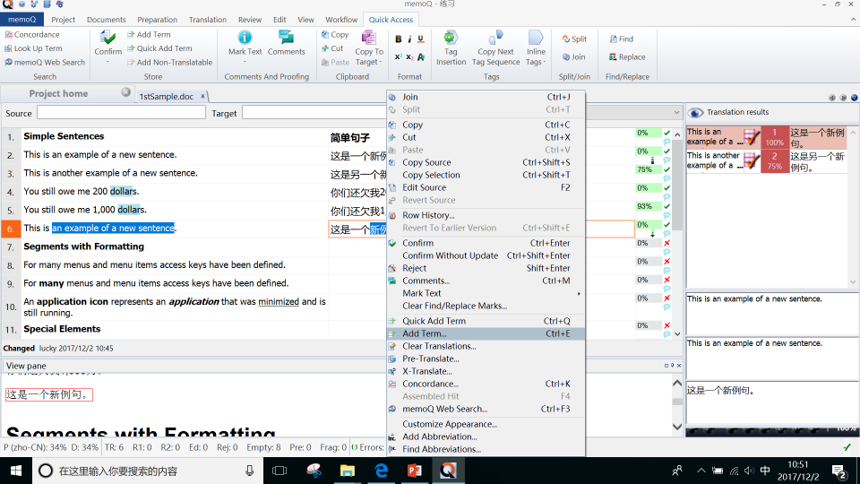 memoQ - 练习
memoQ Project Documents Preparation Translation Review Edit View Workflow Quick Access
Concordance
Look Up Term
memoQ Web Search
Search
Confirm
Add Term
Quick Add Term
Add Non-Translatable
Store
Mark Text
Comments
Comments And Proofing
Copy
Cut
Paste
Copy To Target
Clipboard
B I U
Format
Tag Insertion
Copy Next Tag Sequence
Inline Tags
Tags
Split
Join
Split/Join
Find
Replace
Find/Replace
Project home
1stSample.doc
Source
Target
1. Simple Sentences 简单句子 0%
2. This is an example of a new sentence. 这是一个新例 0%
3. This is another example of a new sentence. 这是另一个新 75%
4. You still owe me 200 dollars. 你们还欠我20 0%
5. You still owe me 1,000 dollars. 你们还欠我1 93%
6. This is an example of a new sentence. 这是一个新例 0%
7. Segments with Formatting 0%
8. For many menus and menu items access keys have been defined. 0%
9. For many menus and menu items access keys have been defined. 0%
10. An application icon represents an application that was minimized and is still running. 0%
11. Special Elements 0%
Changed lucky 2017/12/2 10:45
View pane
这是一个新例句。
Segments with Formatting
Join Ctrl+J
Split Ctrl+T
Copy Ctrl+C
Cut Ctrl+X
Paste Ctrl+V
Copy Source Ctrl+Shift+S
Copy Selection Ctrl+Shift+T
Edit Source F2
Revert Source
Row History...
Revert To Earlier Version Ctrl+Shift+E
Confirm Ctrl+Enter
Confirm Without Update Ctrl+Shift+Enter
Reject Shift+Enter
Comments... Ctrl+M
Mark Text
Clear Find/Replace Marks...
Quick Add Term Ctrl+Q
Add Term... Ctrl+E
Clear Translations...
Pre-Translate...
X-Translate...
Concordance... Ctrl+K
Assembled Hit F4
memoQ Web Search... Ctrl+F3
Customize Appearance...
Add Abbreviation...
Find Abbreviations...
Translation results
This is an example of a ... 1 100% 这是一个新例句。
This is another example of a ... 2 75% 这是另一个新例句。
This is an example of a new sentence.
This is an example of a new sentence.
这是一个新例句。
100%
P (zho-CN): 34% D: 34% TR: 6 R1: 0 R2: 0 Ed: 0 Rej: 0 Empty: 8 Pre: 0 Frag: 0 Errors:
在这里输入你要搜索的内容
中
10:51
2017/12/2
2